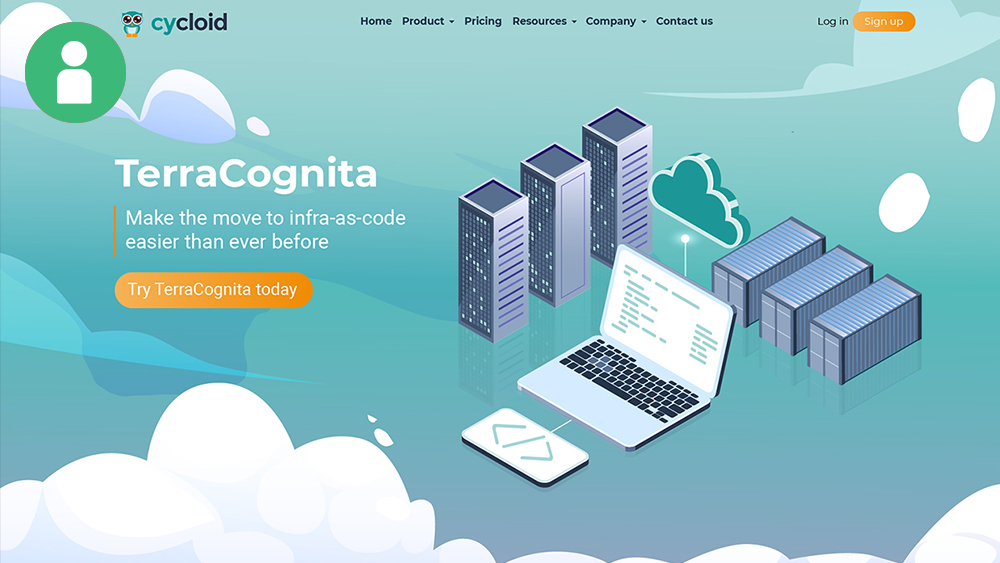 cycloid
Home Product Pricing Resources Company Contact us Log in Sign up
TerraCognita
Make the move to infra-as-code
easier than ever before
Try TerraCognita today